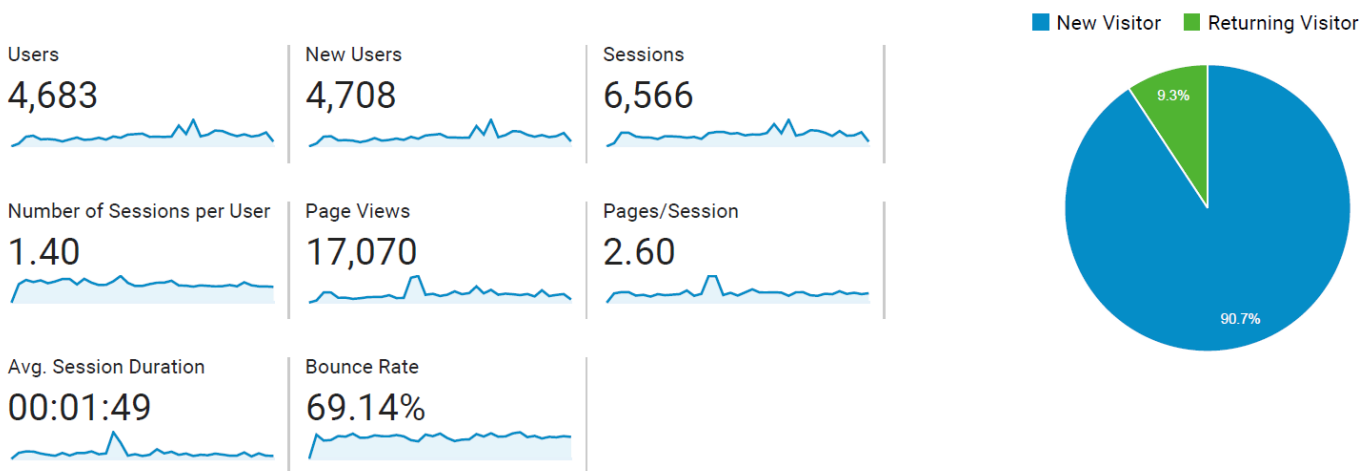 New Visitor Returning Visitor
Users
4,683
New Users
4,708
Sessions
6,566
Number of Sessions per User
1.40
Page Views
17,070
Pages/Session
2.60
Avg. Session Duration
00:01:49
Bounce Rate
69.14%
9.3%
90.7%